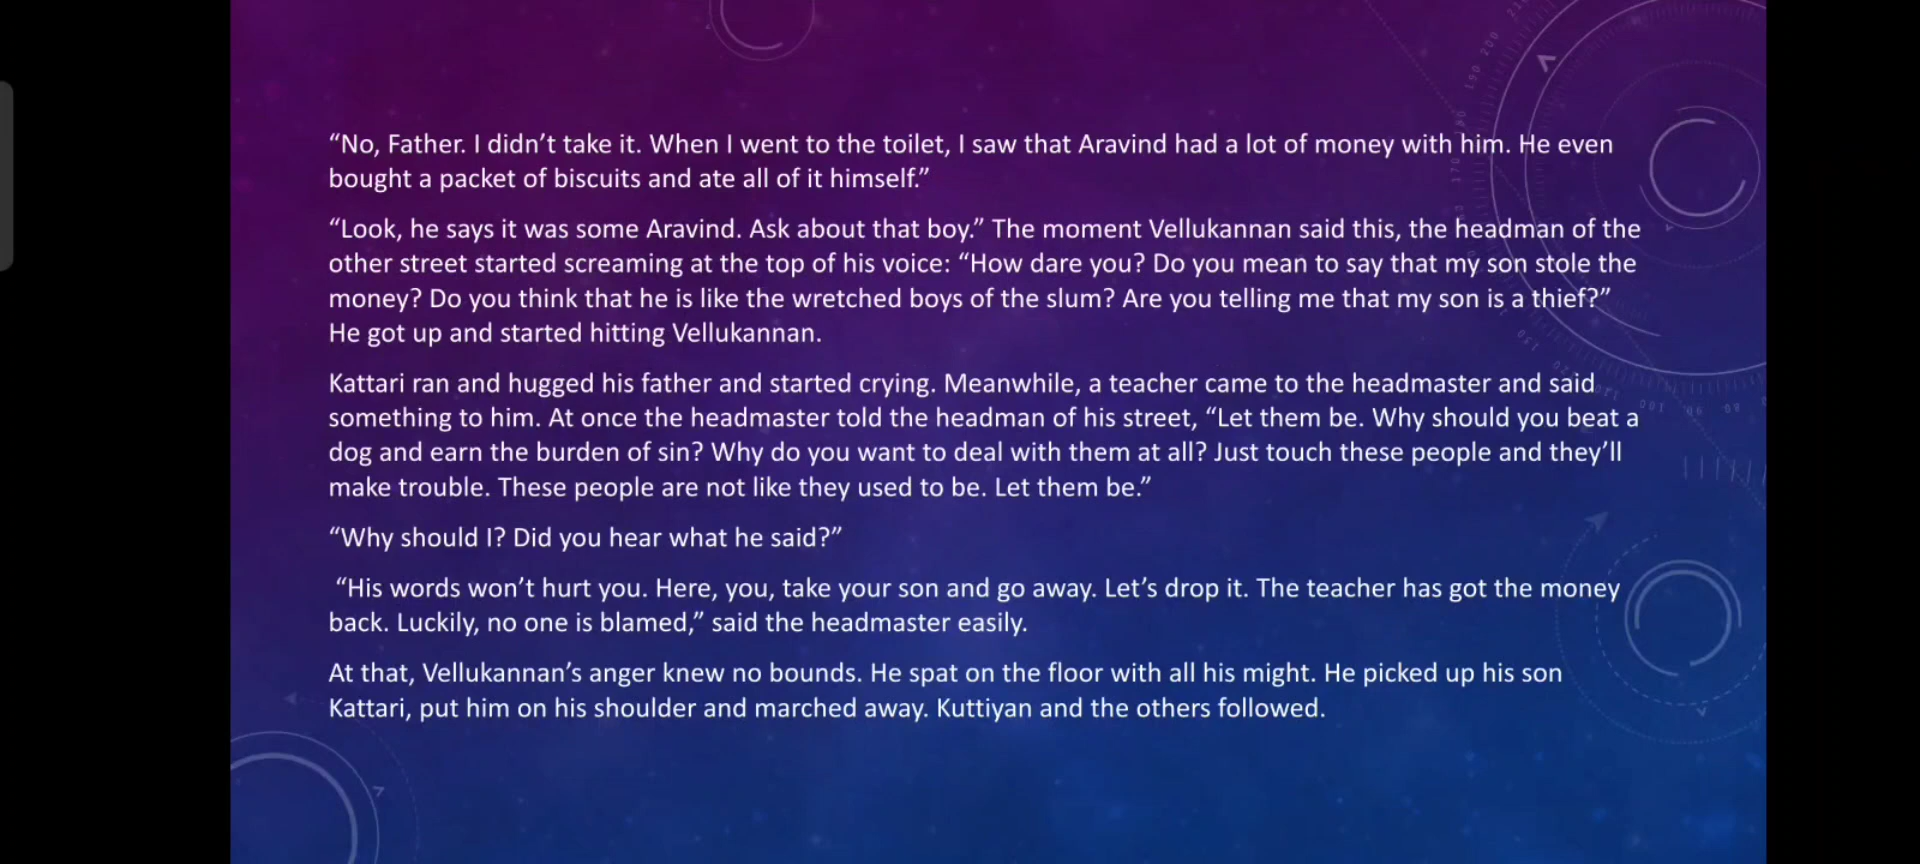 “No, Father. I didn’t take it. When I went to the toilet, I saw that Aravind had a lot of money with him. He even
bought a packet of biscuits and ate all of it himself.”
“Look, he says it was some Aravind. Ask about that boy.” The moment Vellukannan said this, the headman of the
other street started screaming at the top of his voice: “How dare you? Do you mean to say that my son stole the
money? Do you think that he is like the wretched boys of the slum? Are you telling me that my son is a thief?”
He got up and started hitting Vellukannan.
Kattari ran and hugged his father and started crying. Meanwhile, a teacher came to the headmaster and said
something to him. At once the headmaster told the headman of his street, “Let them be. Why should you beat a
dog and earn the burden of sin? Why do you want to deal with them at all? Just touch these people and they’ll
make trouble. These people are not like they used to be. Let them be.”
“Why should I? Did you hear what he said?”
“His words won’t hurt you. Here, you, take your son and go away. Let’s drop it. The teacher has got the money
back. Luckily, no one is blamed,” said the headmaster easily.
At that, Vellukannan’s anger knew no bounds. He spat on the floor with all his might. He picked up his son
Kattari, put him on his shoulder and marched away. Kuttiyan and the others followed.